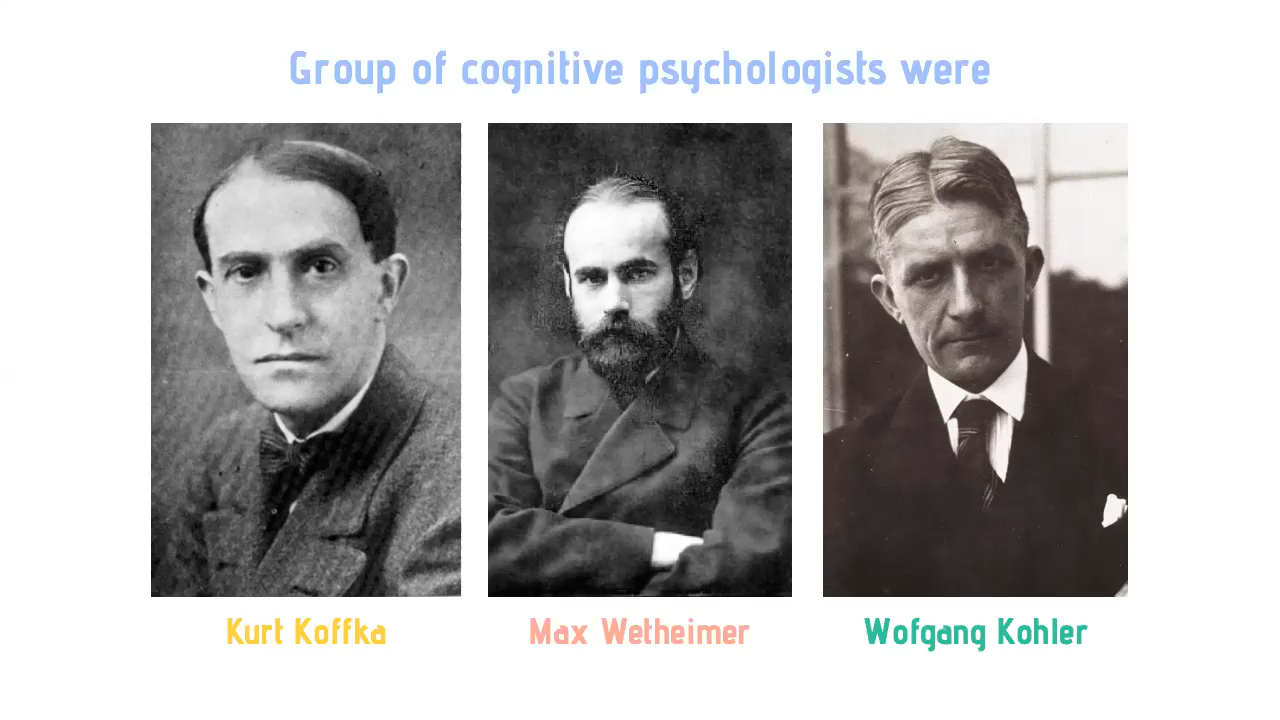 Group of cognitive psychologists were
Kurt Koffka
Max Wetheimer
Wofgang Kohler